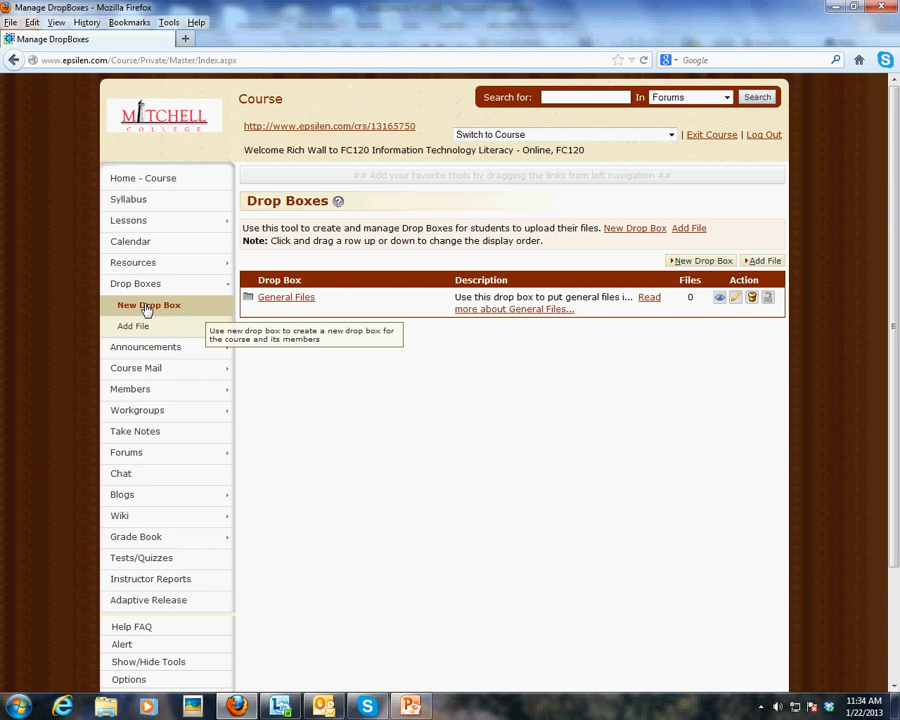 Manage DropBoxes - Mozilla Firefox
File Edit View History Bookmarks Tools Help
Manage DropBoxes
www.epsilen.com/Course/Private/Master/Index.aspx
Google
MITCHELL
COLLEGE
Course
Search for: In Forums Search
http://www.epsilen.com/crs/13165750
Switch to Course | Exit Course | Log Out
Welcome Rich Wall to FC120 Information Technology Literacy - Online, FC120
Home - Course
Syllabus
Lessons
Calendar
Resources
Drop Boxes
New Drop Box
Add File
Announcements
Course Mail
Members
Workgroups
Take Notes
Forums
Chat
Blogs
Wiki
Grade Book
Tests/Quizzes
Instructor Reports
Adaptive Release
Help FAQ
Alert
Show/Hide Tools
Options
## Add your favorite tools by dragging the links from left navigation ##
Drop Boxes
Use this tool to create and manage Drop Boxes for students to upload their files. New Drop Box Add File
Note: Click and drag a row up or down to change the display order.
New Drop Box Add File
Drop Box Description Files Action
General Files Use this drop box to put general files i... Read 0
more about General Files...
Use new drop box to create a new drop box for
the course and its members
11:34 AM
1/22/2013